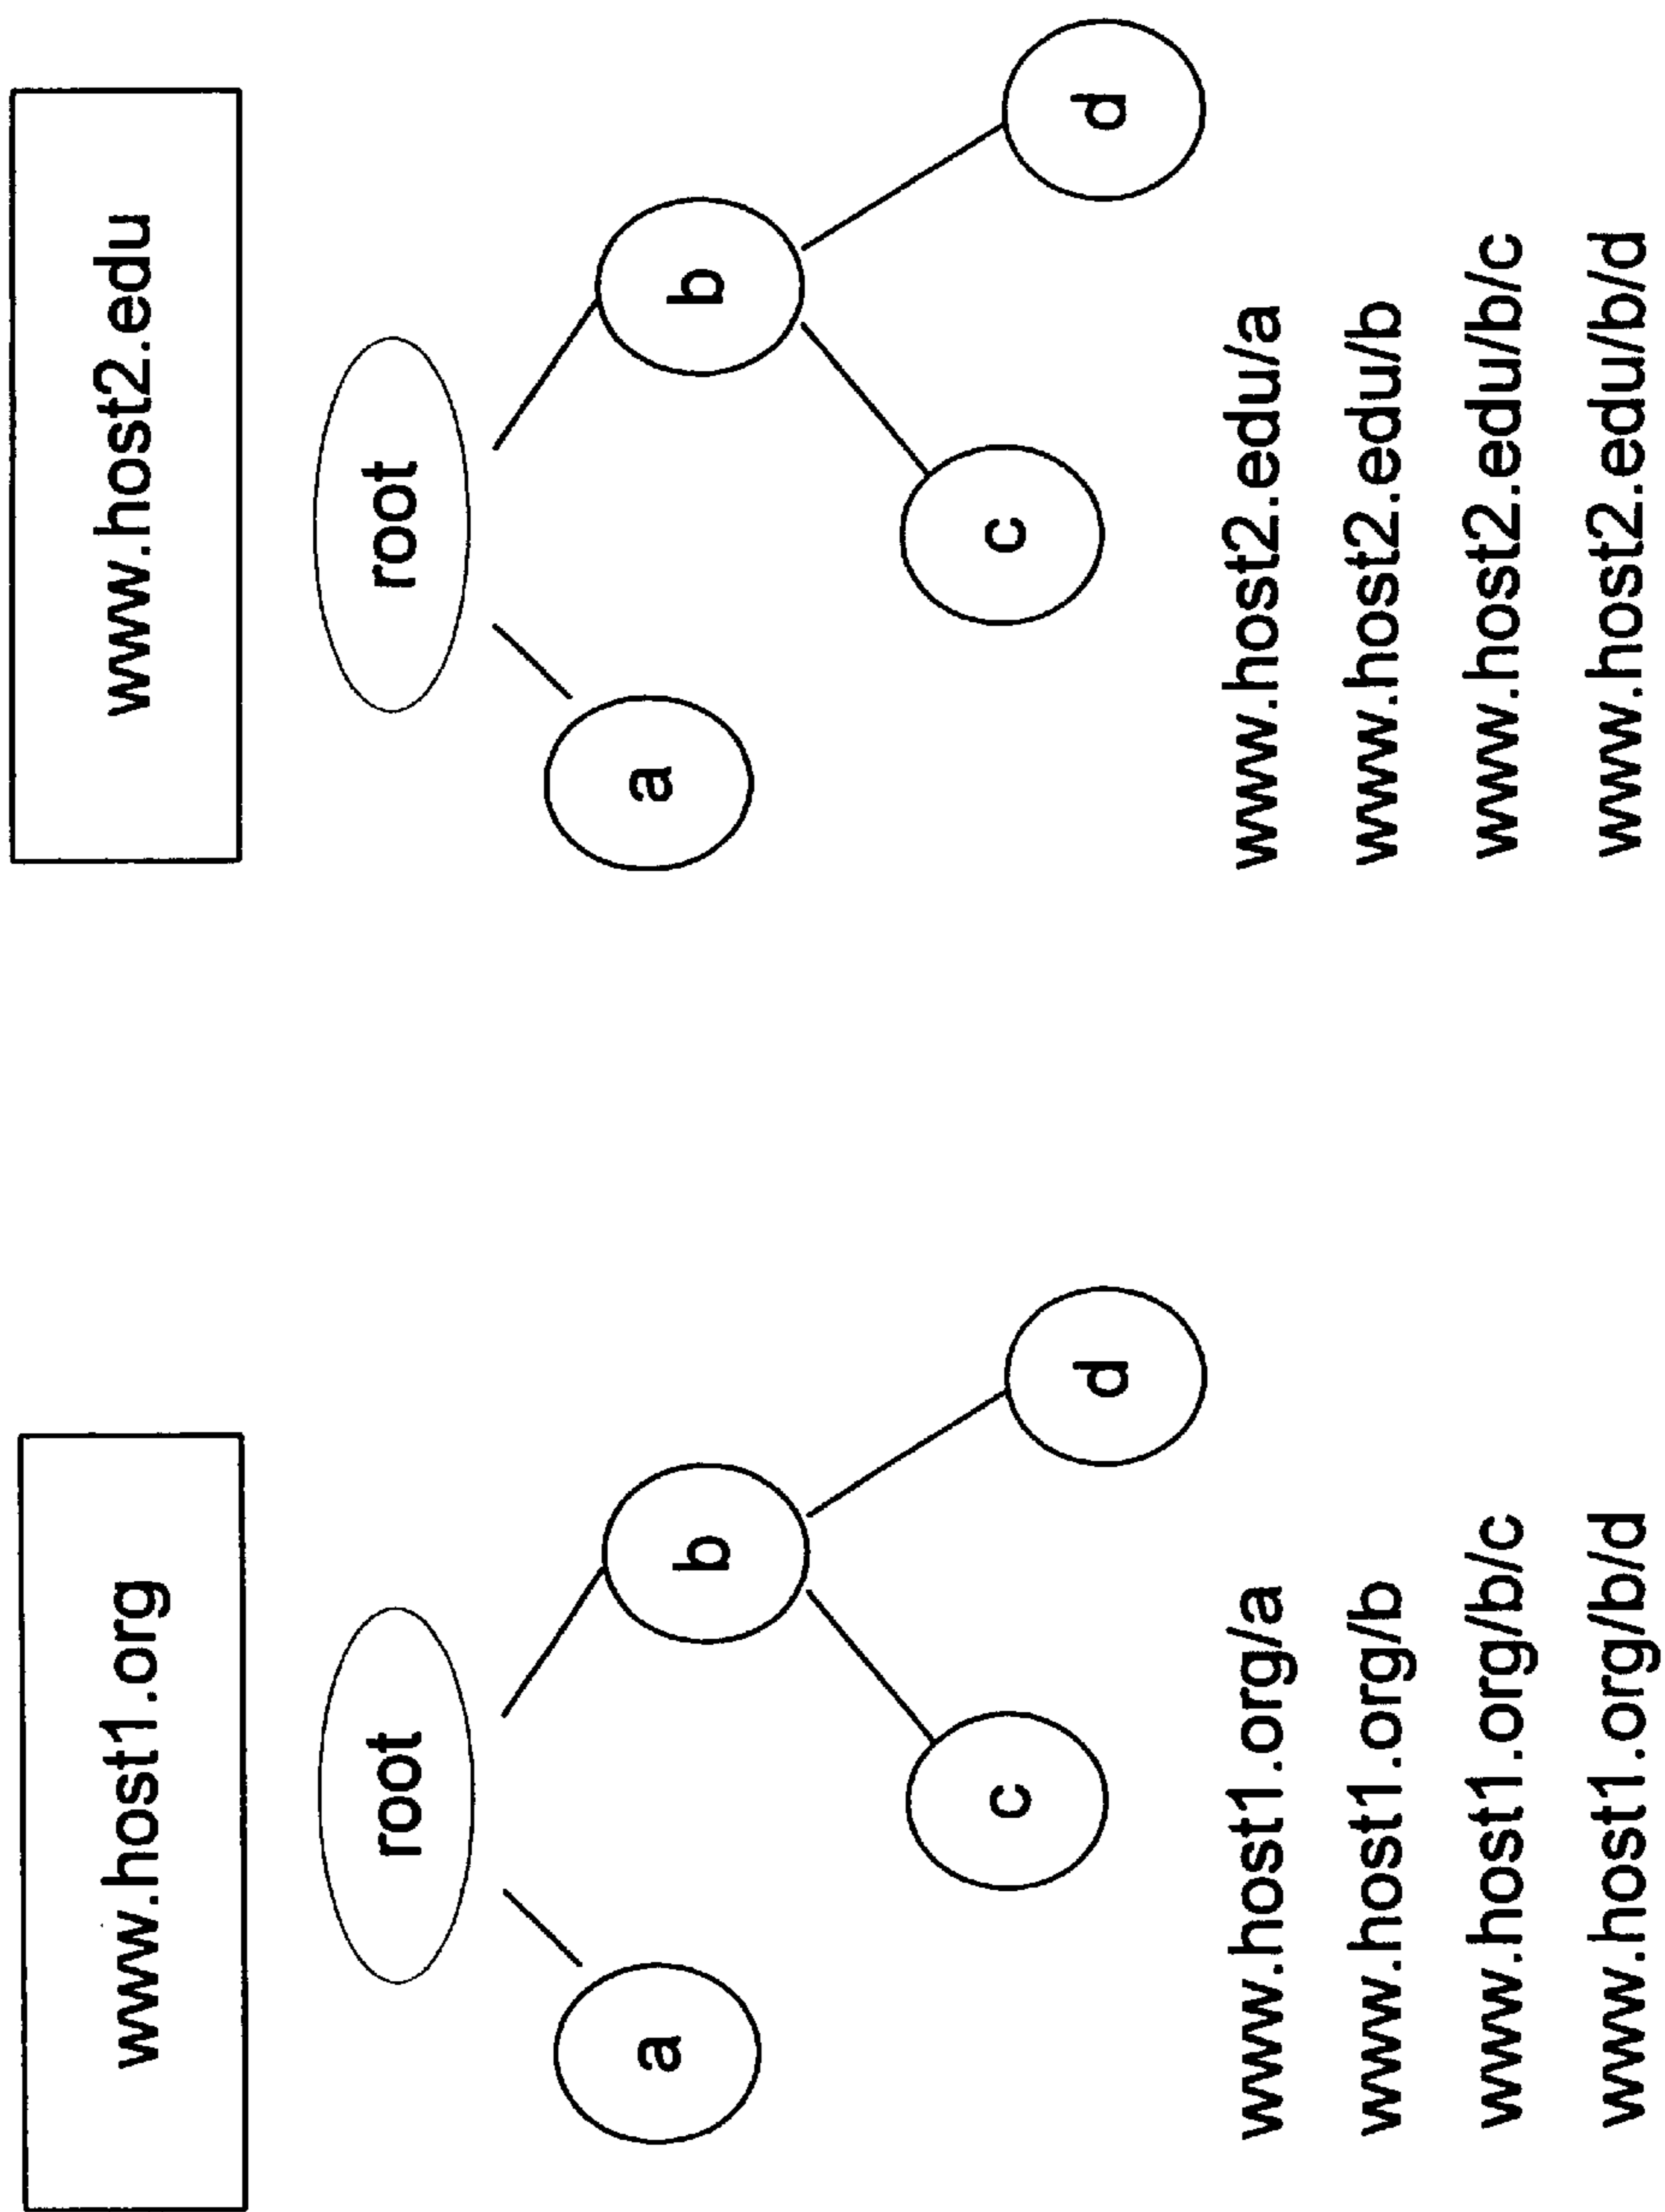 www.host1.org
root
a
b
c
d
www.host1.org/a
www.host1.org/b
www.host1.org/b/c
www.host1.org/b/d
www.host2.edu
root
a
b
c
d
www.host2.edu/a
www.host2.edu/b
www.host2.edu/b/c
www.host2.edu/b/d